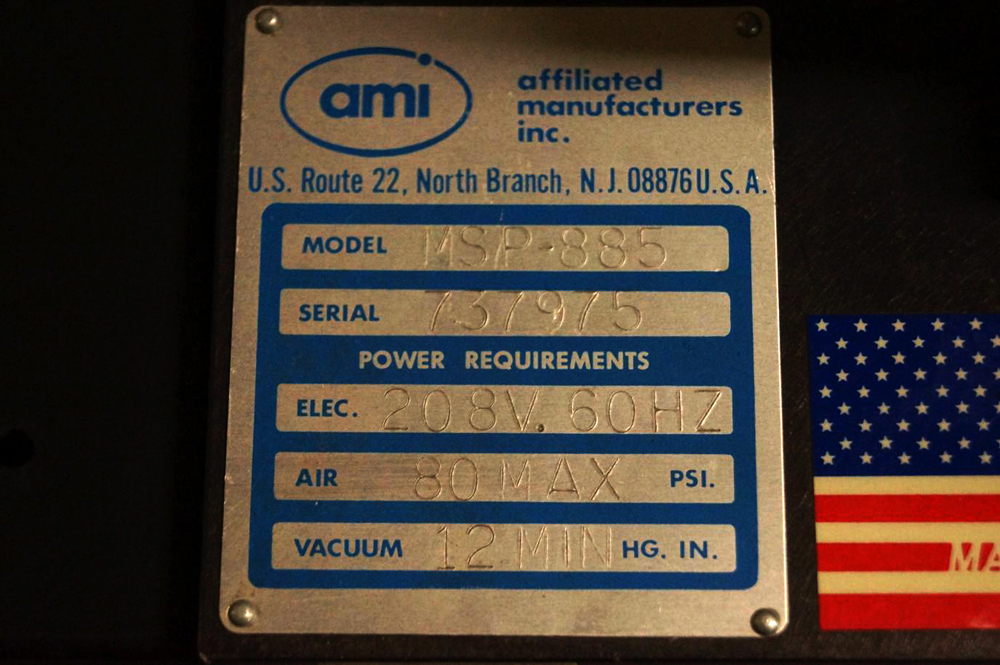 ami
affiliated
manufacturers
inc.
U.S. Route 22, North Branch, N.J. 08876 U.S.A.
MODEL MSP-885
SERIAL 737975
POWER REQUIREMENTS
ELEC. 208V. 60HZ
AIR 80 MAX PSI.
VACUUM 12 MIN HG. IN.
MA